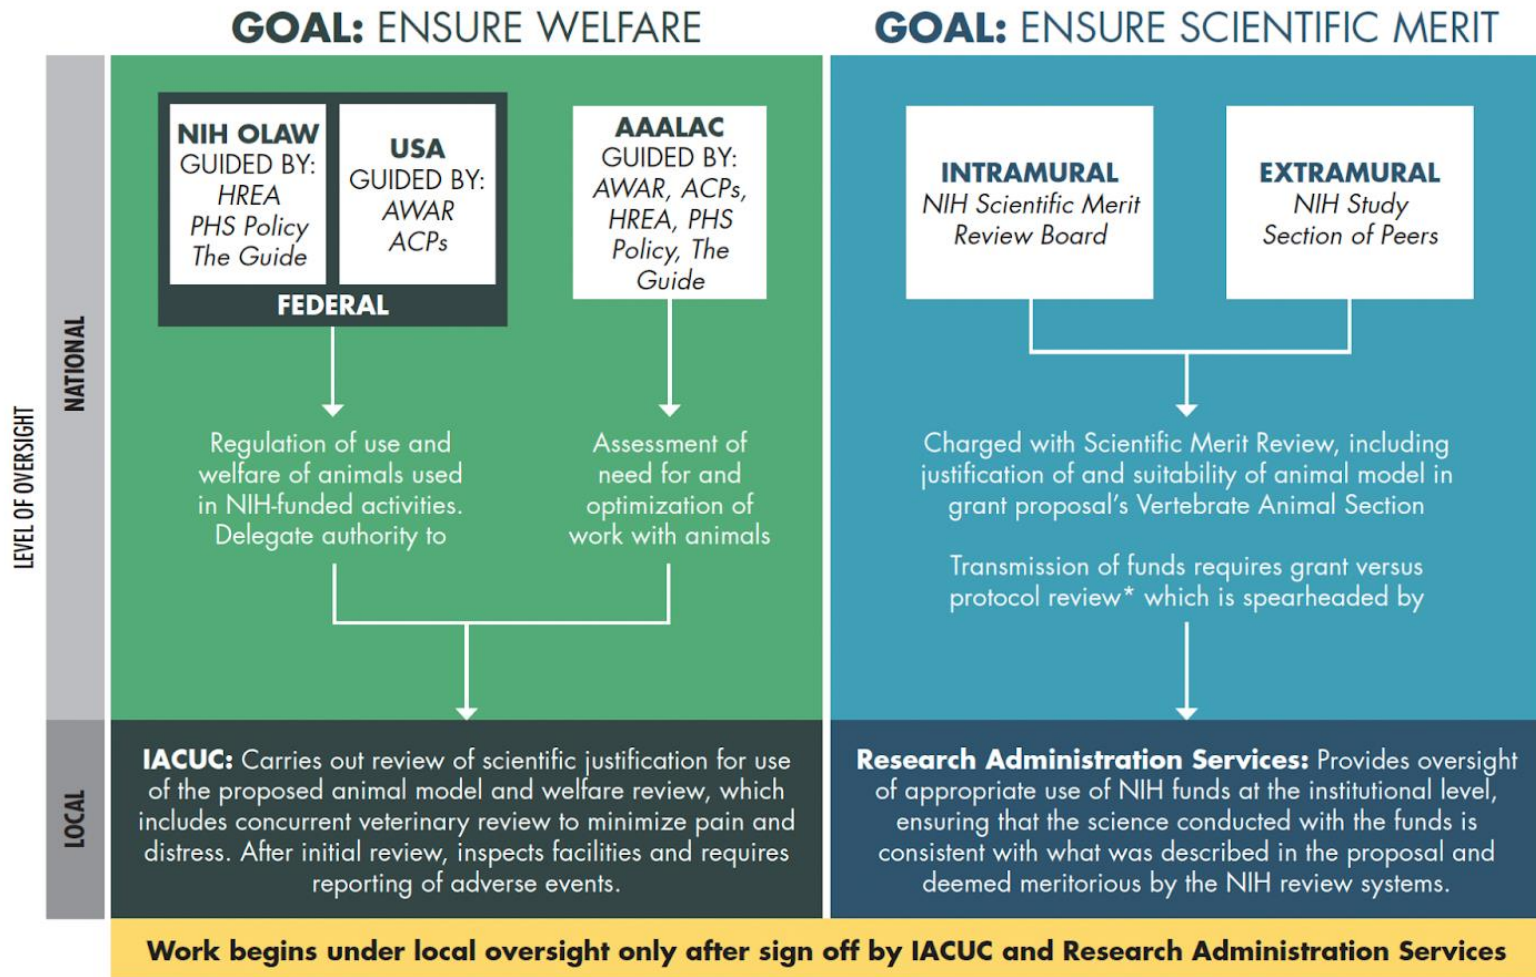 GOAL: ENSURE WELFARE
GOAL: ENSURE SCIENTIFIC MERIT
LEVEL OF OVERSIGHT
NATIONAL
NIH OLAW
GUIDED BY:
HREA
PHS Policy
The Guide
USA
GUIDED BY:
AWAR
ACPs
FEDERAL
AAALAC
GUIDED BY:
AWAR, ACPs,
HREA, PHS
Policy, The
Guide
INTRAMURAL
NIH Scientific Merit
Review Board
EXTRAMURAL
NIH Study
Section of Peers
Regulation of use and
welfare of animals used
in NIH-funded activities.
Delegate authority to
Assessment of
need for and
optimization of
work with animals
Charged with Scientific Merit Review, including
justification of and suitability of animal model in
grant proposal's Vertebrate Animal Section
Transmission of funds requires grant versus
protocol review* which is spearheaded by
LOCAL
IACUC: Carries out review of scientific justification for use
of the proposed animal model and welfare review, which
includes concurrent veterinary review to minimize pain and
distress. After initial review, inspects facilities and requires
reporting of adverse events.
Research Administration Services: Provides oversight
of appropriate use of NIH funds at the institutional level,
ensuring that the science conducted with the funds is
consistent with what was described in the proposal and
deemed meritorious by the NIH review systems.
Work begins under local oversight only after sign off by IACUC and Research Administration Services